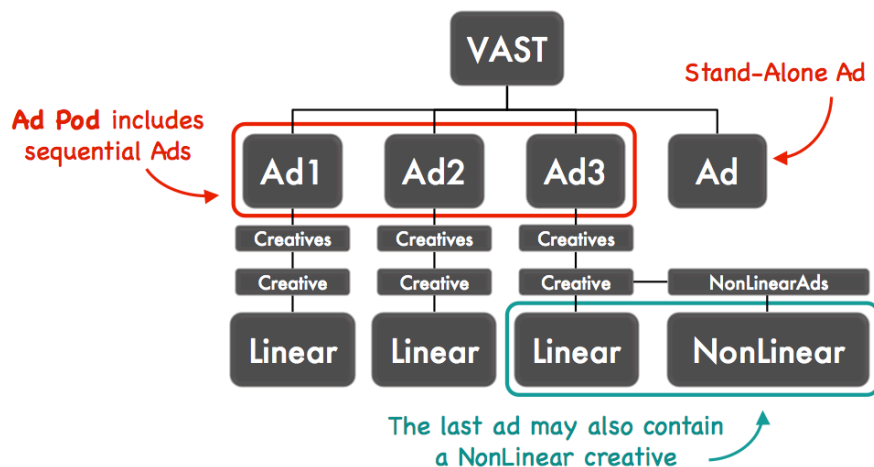 VAST
Stand-Alone Ad
Ad Pod includes
sequential Ads
Ad1
Ad2
Ad3
Ad
Creatives
Creatives
Creatives
Creative
Creative
Creative
NonLinearAds
Linear
Linear
Linear
NonLinear
The last ad may also contain
a NonLinear creative